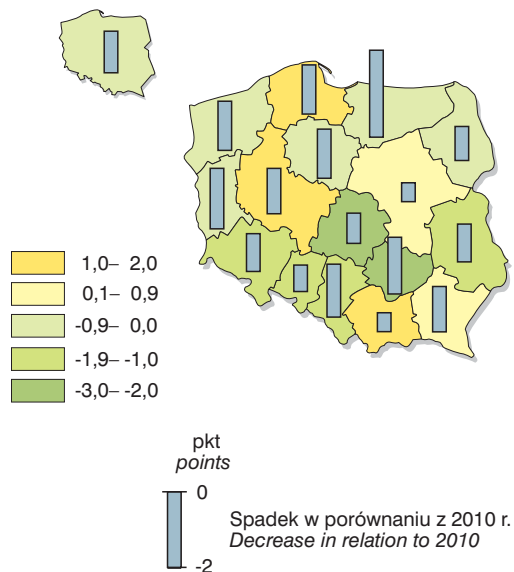 1,0– 2,0
0,1– 0,9
-0,9– 0,0
-1,9– -1,0
-3,0– -2,0
pkt
points
0
Spadek w porównaniu z 2010 r.
Decrease in relation to 2010
-2